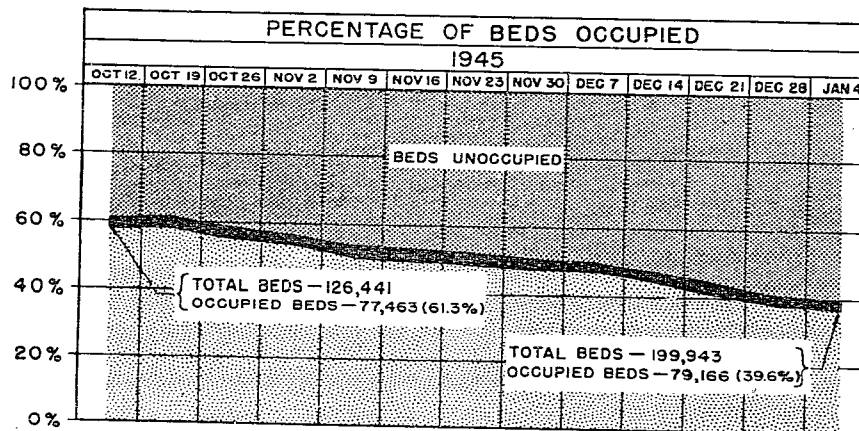 PERCENTAGE OF BEDS OCCUPIED
1945
OCT 12. OCT 19 OCT 26 NOV 2 NOV 9 NOV 16 NOV 23 NOV 30 DEC 7 DEC 14 DEC 21 DEC 28 JAN 4
100%
80%
BEDS UNOCCUPIED
60%
40%
TOTAL BEDS — 126,441
OCCUPIED BEDS — 77,463 (61.3%)
20%
TOTAL BEDS — 199,943
OCCUPIED BEDS — 79,166 (39.6%)
0%